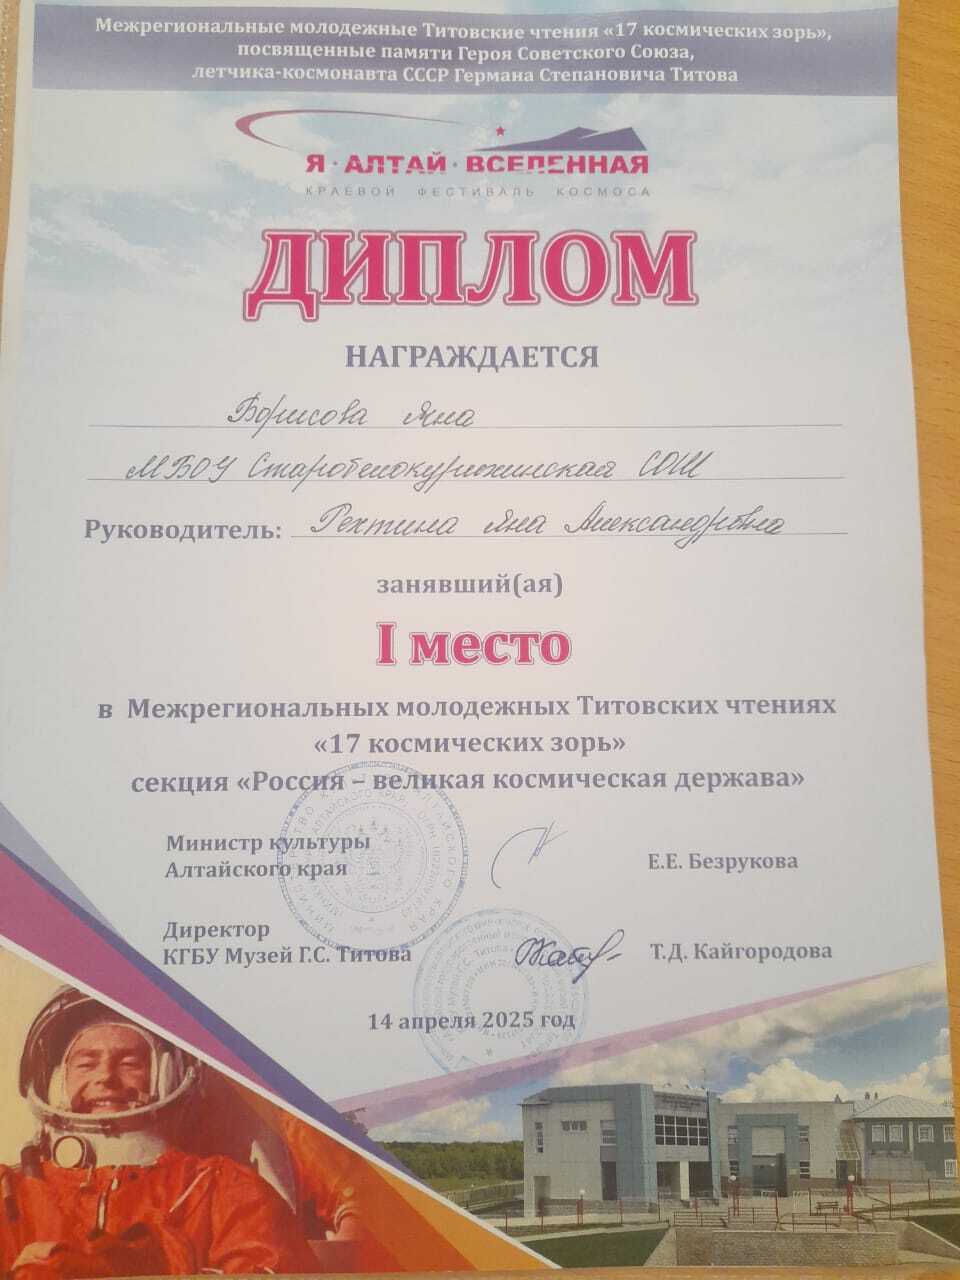 Межрегиональные молодежные Титовские чтения «17 космических зорь»,
посвященные памяти Героя Советского Союза,
летчика-космонавта СССР Германа Степановича Титова
Я · АЛТАЙ · ВСЕЛЕННАЯ
КРАЕВОЙ ФЕСТИВАЛЬ КОСМОСА
ДИПЛОМ
НАГРАЖДАЕТСЯ
Борисова Яна
МБОУ Старобелокурихинская СОШ
Руководитель: Рехтина Яна Александровна
занявший(ая)
I место
в Межрегиональных молодежных Титовских чтениях
«17 космических зорь»
секция «Россия – великая космическая держава»
Министр культуры
Алтайского края
Е.Е. Безрукова
Директор
КГБУ Музей Г.С. Титова
Т.Д. Кайгородова
14 апреля 2025 год